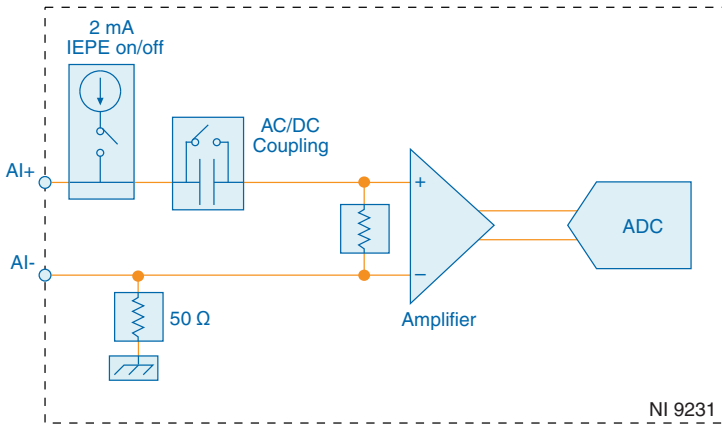 2 mA
IEPE on/off
AC/DC
Coupling
AI+
+
ADC
AI-
−
50 Ω
Amplifier
NI 9231